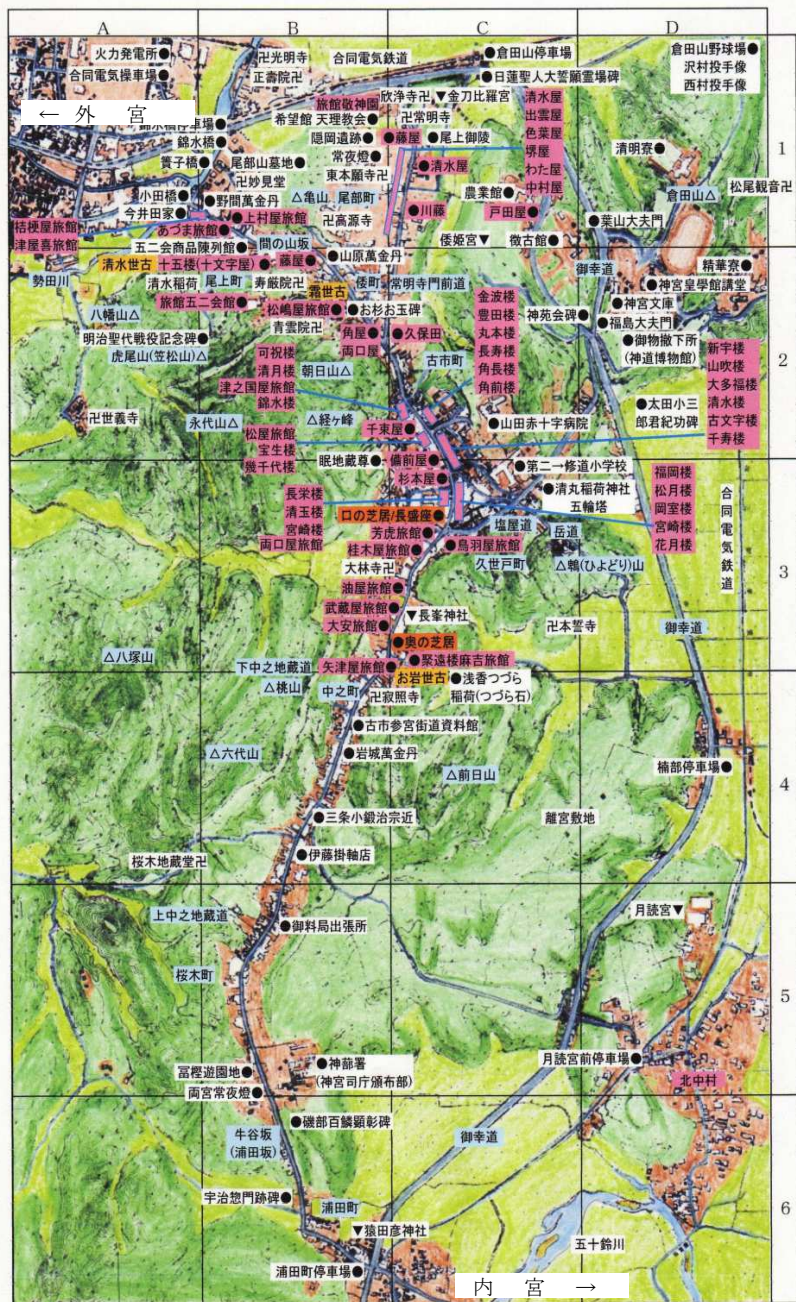 A B C D
火力発電所●
合同電気操車場●
卍光明寺
正壽院卍
合同電気鉄道
●倉田山停車場
●日蓮聖人大誓願霊場碑
倉田山野球場●
沢村投手像
西村投手像
← 外 宮
錦水橋停車場●
錦水橋●
簀子橋●
旅館敬神園
希望館 天理教会●
欣浄寺卍
▼金刀比羅宮
卍常明寺
隠岡遺跡●
●藤屋
●尾上御陵
常夜燈●
東本願寺卍
●清水屋
清水屋
出雲屋
色葉屋
堺屋
わた屋
中村屋
1
尾部山墓地●
卍妙見堂
清明寮
小田橋●
●野間萬金丹
△亀山
尾部町
農業館●
倉田山△
松尾観音卍
今井田家●
●上村屋旅館
卍高源寺
●川藤
戸田屋●
●葉山大夫門
桔梗屋旅館
津屋喜旅館
あづま旅館●
倭姫宮▼
徴古館●
五二会商品陳列館●
間の山坂
●山原萬金丹
清水世古
十五楼(十文字屋)●
藤屋●
御幸道
精華寮●
勢田川
清水稲荷
尾上町
寿厳院卍
倭町
常明寺門前道
●神宮皇學館講堂
霜世古
旅館五二会館●
松嶋屋旅館●
●お杉お玉碑
金波楼
豊田楼
丸本楼
長寿楼
角長楼
角前楼
神苑会碑●
●神宮文庫
八幡山△
青雲院卍
●福島大夫門
明治聖代戦役記念碑●
角屋●
両口屋
●久保田
●御物撤下所
(神道博物館)
虎尾山(笠松山)△
可祝楼
清月楼
津之国屋旅館
錦水楼
朝日山△
古市町
新宇楼
山吹楼
大多福楼
清水楼
古文字楼
千寿楼
2
卍世義寺
永代山△
△経ヶ峰
千束屋●
●山田赤十字病院
●太田小三
郎君紀功碑
松屋旅館
宝生楼
幾千代楼
眠地蔵尊●
備前屋●
●第二→修道小学校
杉本屋●
●清丸稲荷神社
五輪塔
長栄楼
清玉楼
宮崎楼
両口屋旅館
福岡楼
松月楼
岡室楼
宮崎楼
花月楼
合同電気鉄道
口の芝居/長盛座●
塩屋道
岳道
芳虎旅館●
桂木屋旅館●
●鳥羽屋旅館
大林寺卍
久世戸町
△鵯(ひよどり)山
3
油屋旅館●
武蔵屋旅館●
▼長峯神社
大安旅館●
卍本誓寺
御幸道
●奥の芝居
△八塚山
下中之地蔵道
矢津屋旅館●
●聚遠楼麻吉旅館
お岩世古
●浅香つづら
稲荷(つづら石)
△桃山
中之町
卍寂照寺
●古市参宮街道資料館
△六代山
●岩城萬金丹
△前日山
楠部停車場●
4
●三条小鍛治宗近
離宮敷地
桜木地蔵堂卍
伊藤掛軸店
上中之地蔵道
●御料局出張所
月読宮▼
桜木町
5
●神部署
(神宮司庁頒布部)
月読宮前停車場●
冨樫遊園地●
北中村
両宮常夜燈●
●磯部百鱗顕彰碑
牛谷坂
(浦田坂)
御幸道
宇治惣門跡碑●
浦田町
6
▼猿田彦神社
五十鈴川
浦田町停車場●
内 宮 →